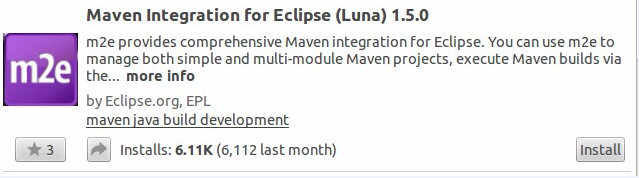 Maven Integration for Eclipse (Luna) 1.5.0
m2e
m2e provides comprehensive Maven integration for Eclipse. You can use m2e to
manage both simple and multi-module Maven projects, execute Maven builds via
the... more info
by Eclipse.org, EPL
maven java build development
3 Installs: 6.11K (6,112 last month) Install